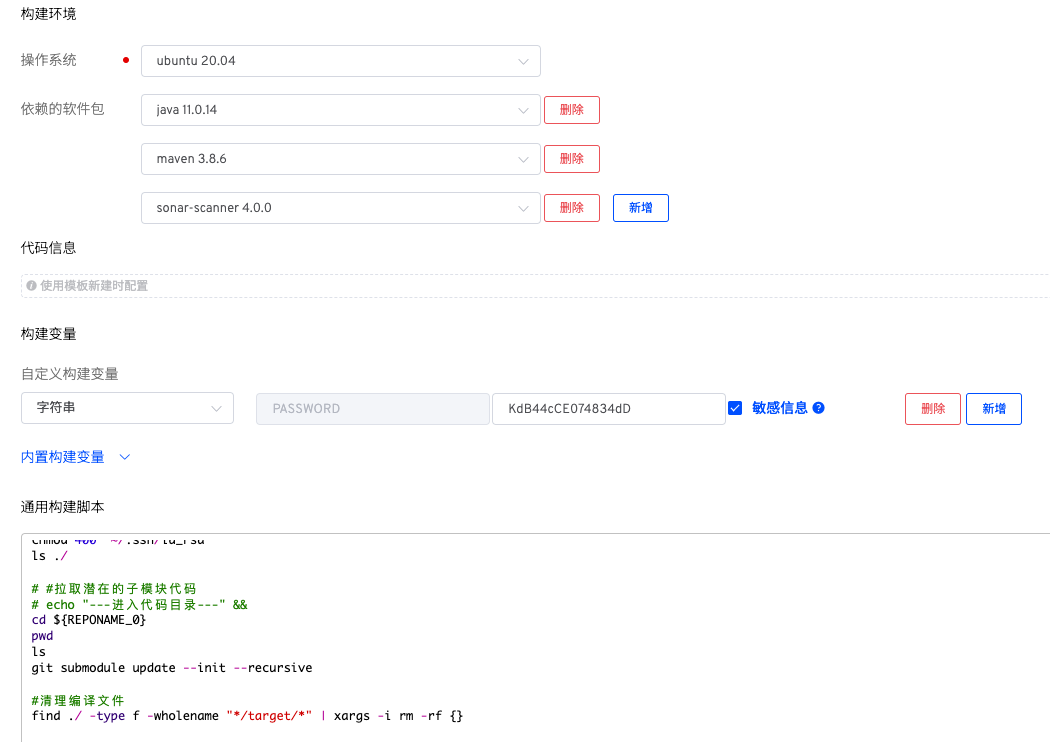 构建环境
操作系统
ubuntu 20.04
依赖的软件包
java 11.0.14
删除
maven 3.8.6
删除
sonar-scanner 4.0.0
删除
新增
代码信息
使用模板新建时配置
构建变量
自定义构建变量
字符串
PASSWORD
KdB44cCE074834dD
敏感信息
删除
新增
内置构建变量
通用构建脚本
chmod 400 ~/.ssh/id_rsa
ls ./
# #拉取潜在的子模块代码
# echo "---进入代码目录---" &&
cd ${REPONAME_0}
pwd
ls
git submodule update --init --recursive
#清理编译文件
find ./ -type f -wholename "*/target/*" | xargs -i rm -rf {}